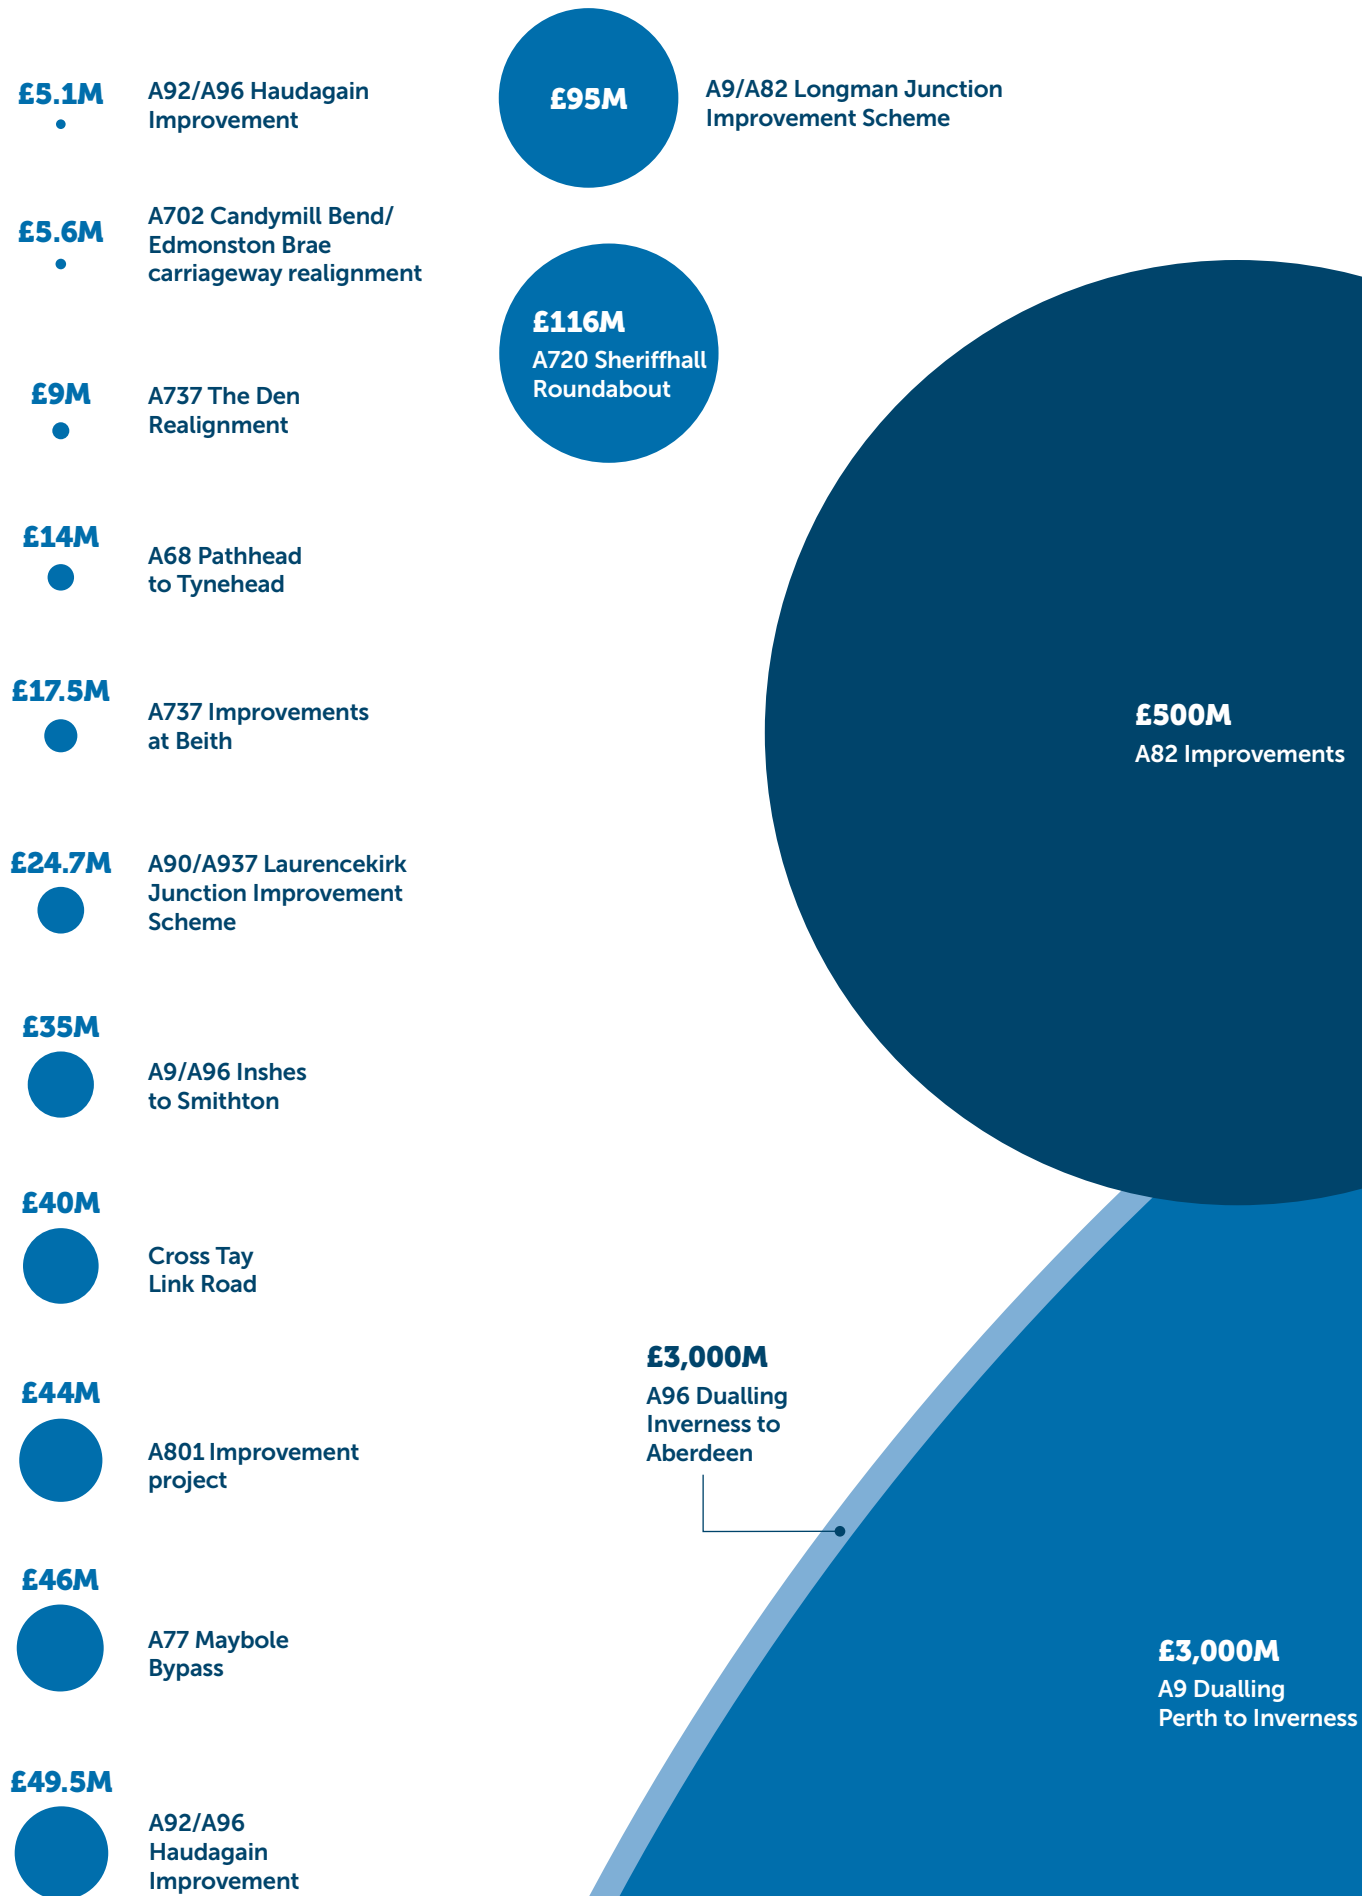 £5.1M
A92/A96 Haudagain
Improvement
£5.6M
A702 Candymill Bend/
Edmonston Brae
carriageway realignment
£9M
A737 The Den
Realignment
£14M
A68 Pathhead
to Tynehead
£17.5M
A737 Improvements
at Beith
£24.7M
A90/A937 Laurencekirk
Junction Improvement
Scheme
£35M
A9/A96 Inshes
to Smithton
£40M
Cross Tay
Link Road
£44M
A801 Improvement
project
£46M
A77 Maybole
Bypass
£49.5M
A92/A96
Haudagain
Improvement
£95M
A9/A82 Longman Junction
Improvement Scheme
£116M
A720 Sheriffhall
Roundabout
£500M
A82 Improvements
£3,000M
A96 Dualling
Inverness to
Aberdeen
£3,000M
A9 Dualling
Perth to Inverness